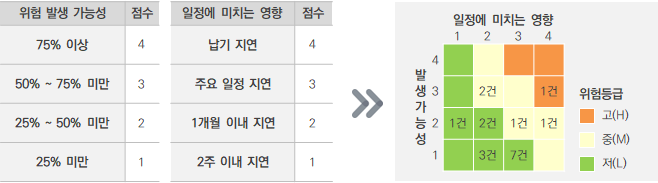 위험 발생 가능성 점수
75% 이상 4
50% ~ 75% 미만 3
25% ~ 50% 미만 2
25% 미만 1
일정에 미치는 영향 점수
납기 지연 4
주요 일정 지연 3
1개월 이내 지연 2
2주 이내 지연 1
일정에 미치는 영향
1 2 3 4
발생가능성
4
3 2건 1건
2 1건 2건 1건 1건
1 3건 7건
위험등급
고(H)
중(M)
저(L)